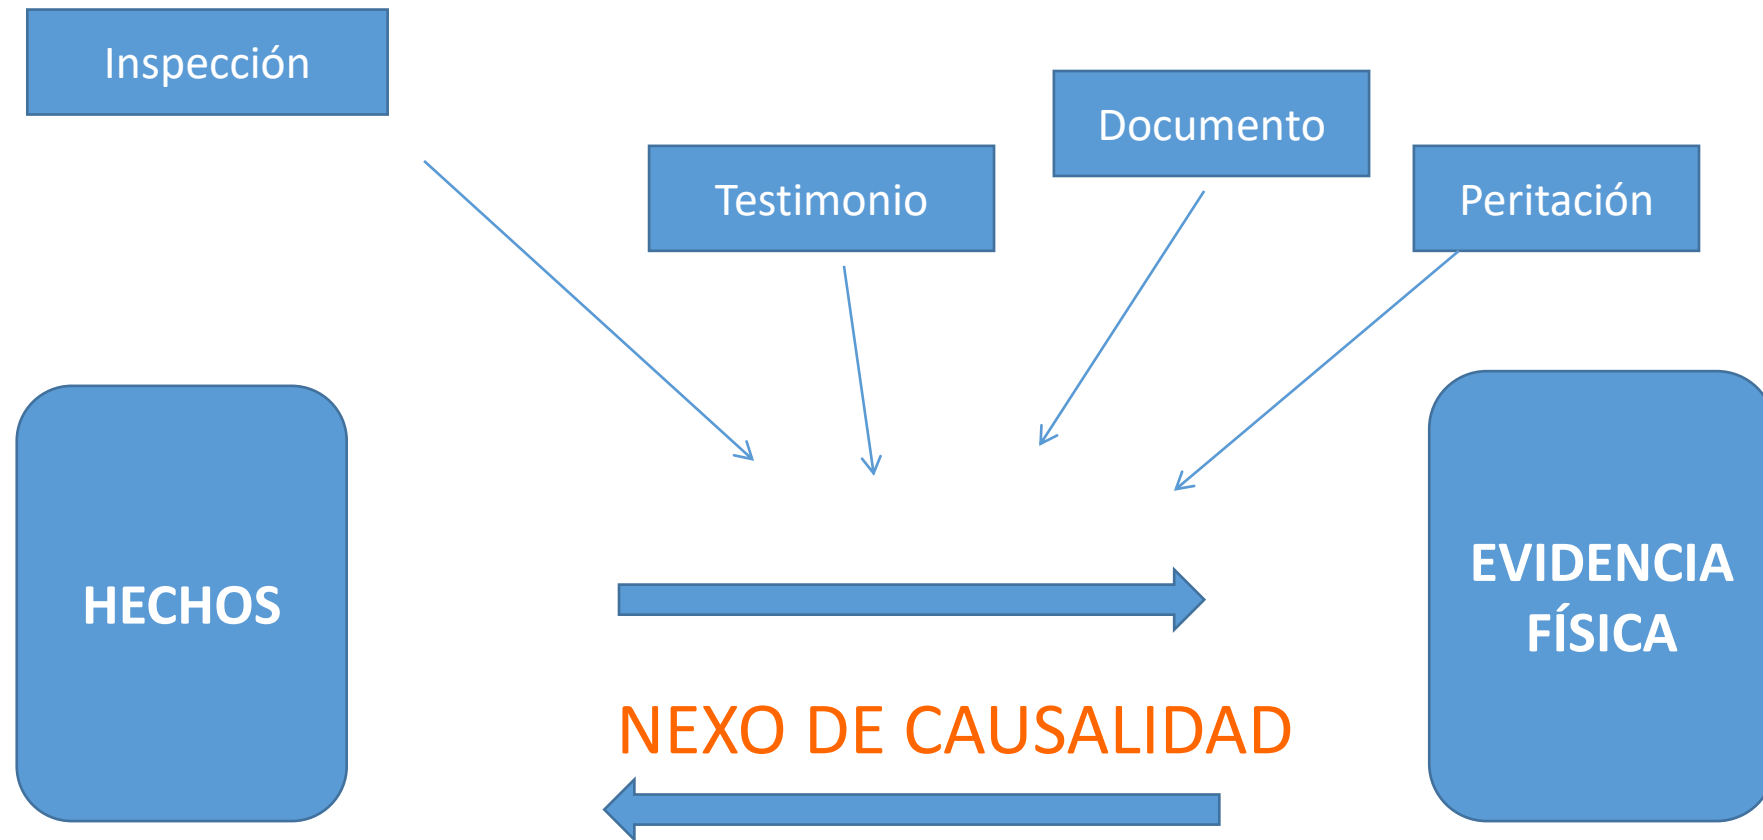 Inspección
Documento
Testimonio
Peritación
HECHOS
EVIDENCIA
FÍSICA
NEXO DE CAUSALIDAD